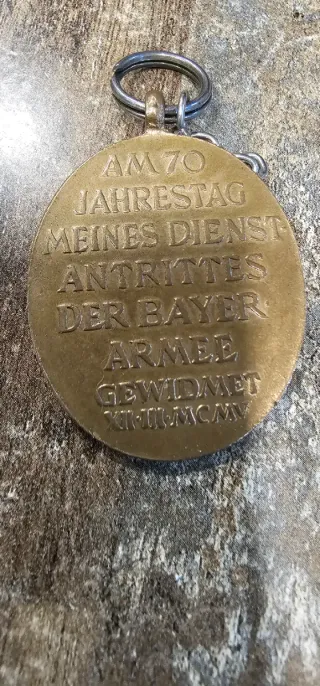 AM 70
JAHRESTAG
MEINES DIENST-
ANTRITTES
DER BAYER·
ARMEE
GEWIDMET
XII·III·MCMV